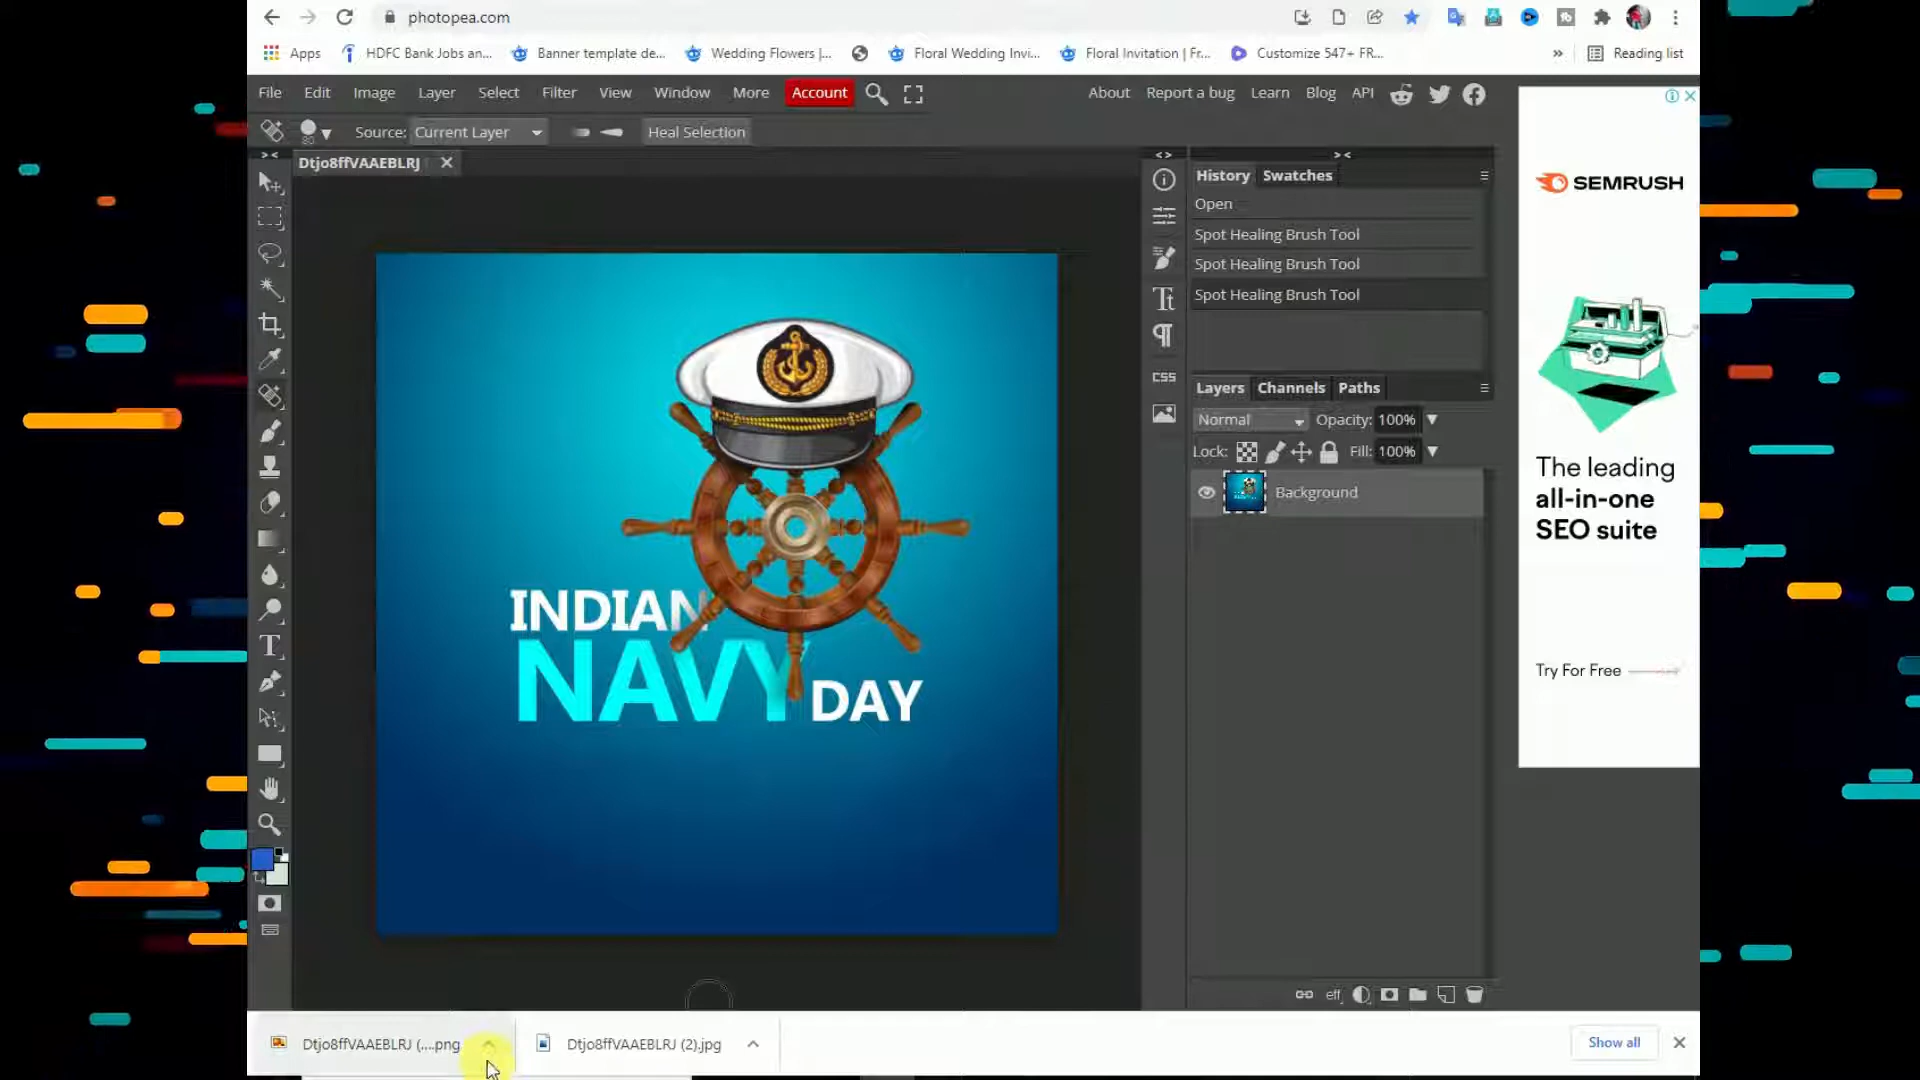 photopea.com
Apps
HDFC Bank Jobs an...
Banner template de...
Wedding Flowers |...
Floral Wedding Invi...
Floral Invitation | Fr...
Customize 547+ FR...
»
Reading list
File Edit Image Layer Select Filter View Window More Account
About Report a bug Learn Blog API
Source: Current Layer
Heal Selection
Dtjo8ffVAAEBLRJ
History Swatches
Open
Spot Healing Brush Tool
Spot Healing Brush Tool
Spot Healing Brush Tool
CSS
Layers Channels Paths
Normal Opacity: 100%
Lock: Fill: 100%
Background
eff
INDIAN
NAVY
DAY
SEMRUSH
The leading
all-in-one
SEO suite
Try For Free
Dtjo8ffVAAEBLRJ (....png
Dtjo8ffVAAEBLRJ (2).jpg
Show all